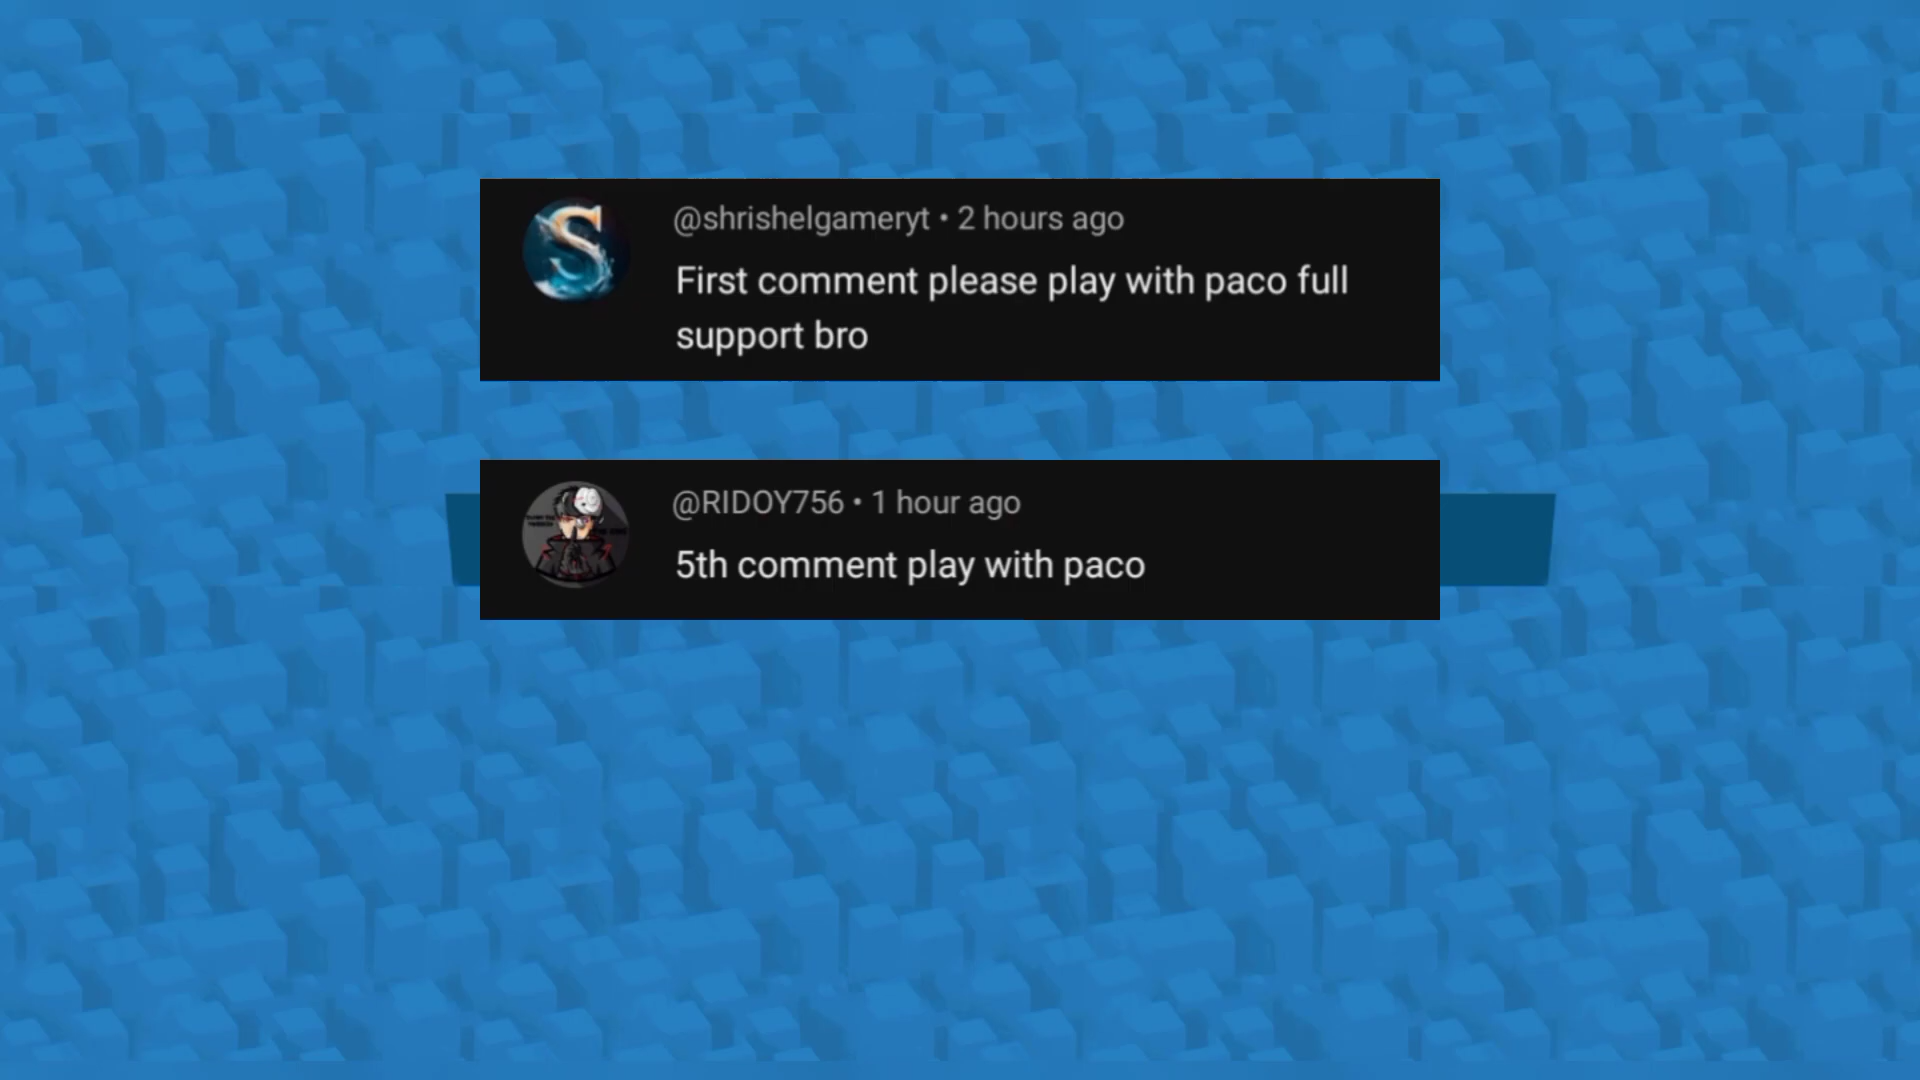 @shrishelgameryt • 2 hours ago
First comment please play with paco full
support bro
@RIDOY756 • 1 hour ago
5th comment play with paco